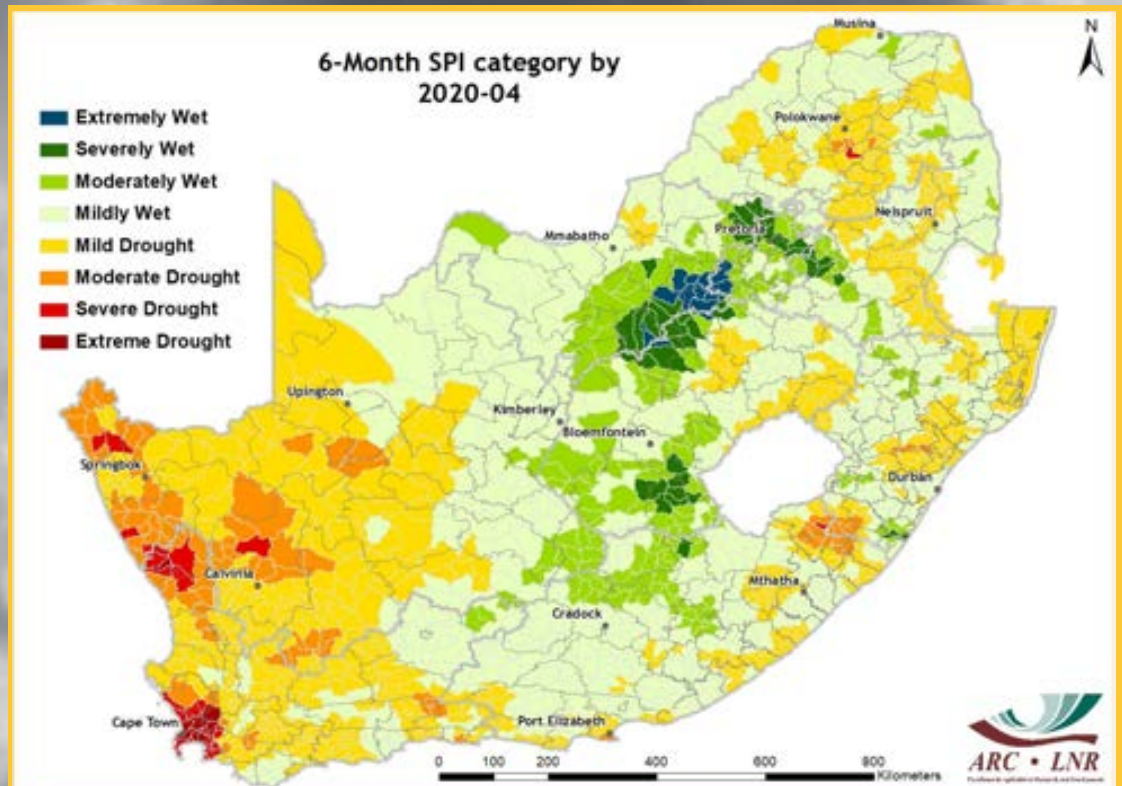 6-Month SPI category by
2020-04
N
Extremely Wet
Severely Wet
Moderately Wet
Mildly Wet
Mild Drought
Moderate Drought
Severe Drought
Extreme Drought
Musina
Polokwane
Nelspruit
Mmabatho
Pretoria
Upington
Kimberley
Bloemfontein
Springbok
Durban
Calvinia
Mthatha
Cradock
Cape Town
Port Elizabeth
0 100 200 400 600 800
Kilometers
ARC • LNR